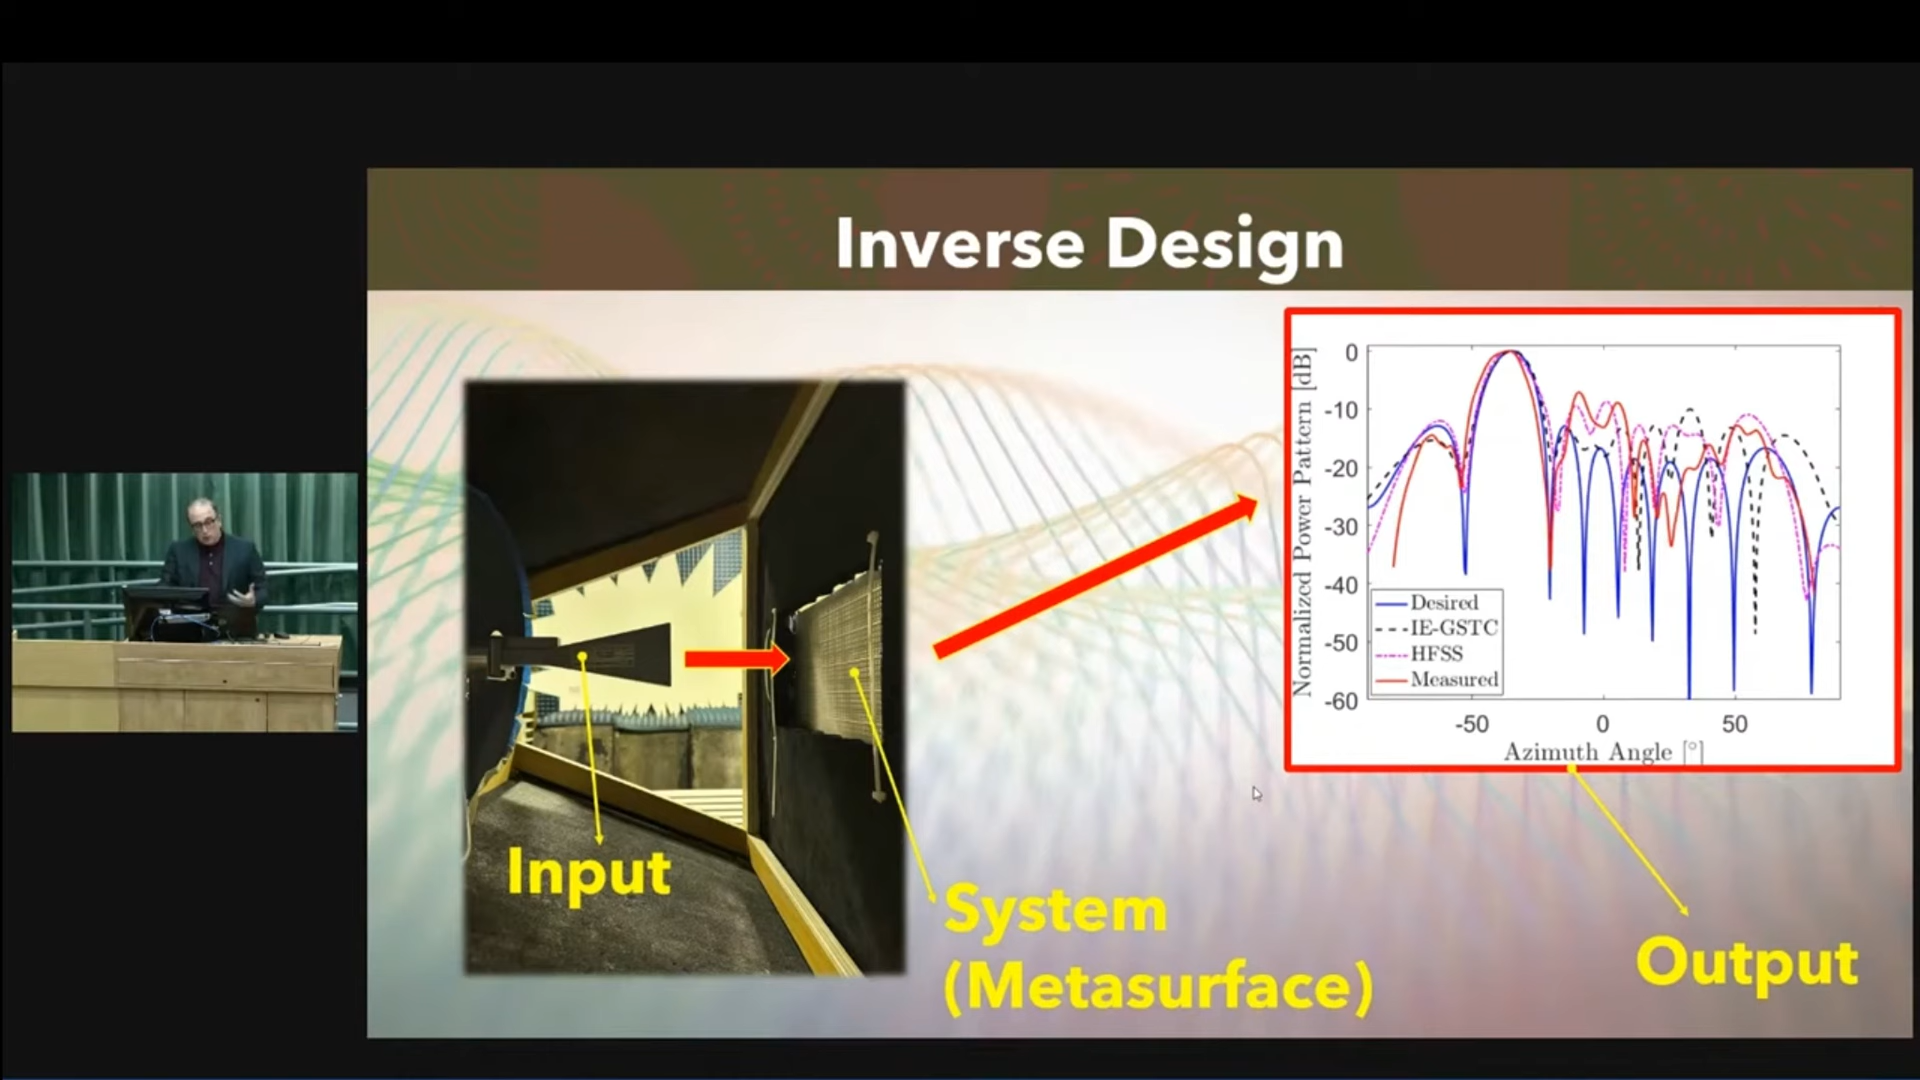 Inverse Design
Normalized Power Pattern [dB]
0
-10
-20
-30
-40
-50
-60
Desired
IE-GSTC
HFSS
Measured
-50
0
50
Azimuth Angle [°]
Input
System
(Metasurface)
Output